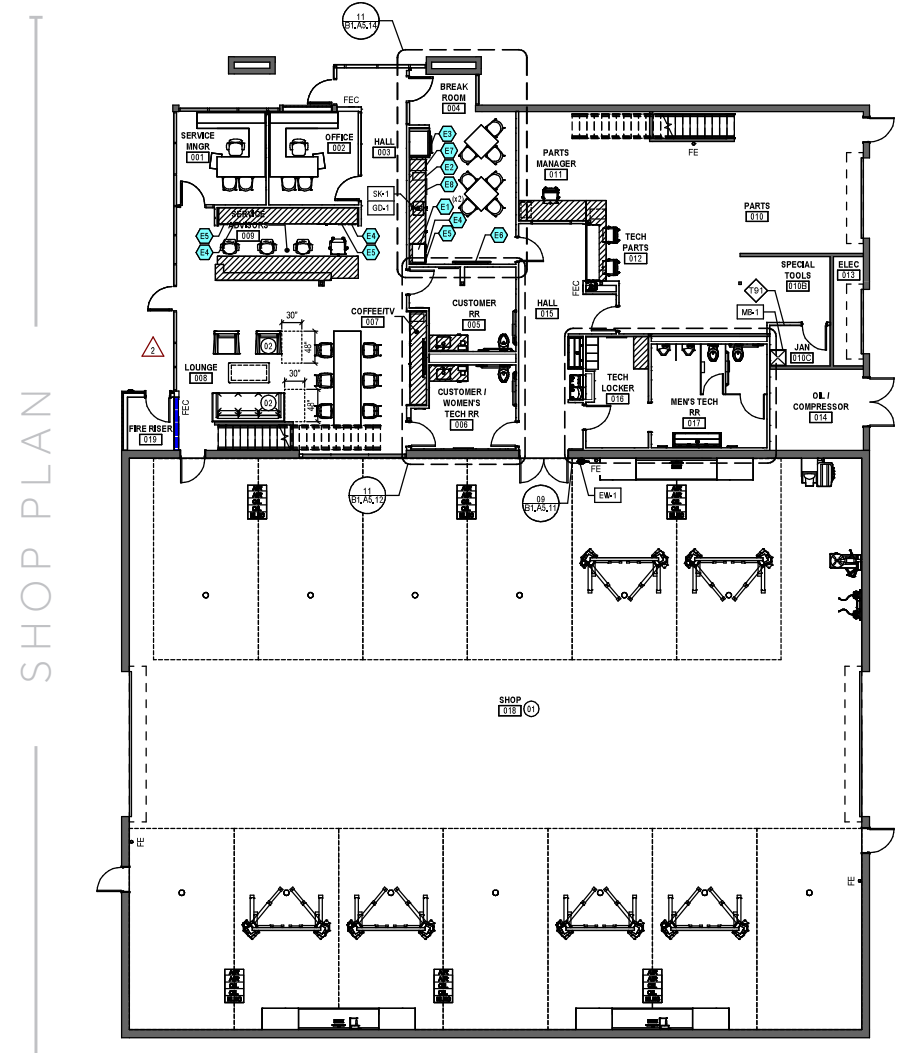 SHOP PLAN
11
B1.A5.14
BREAK
ROOM
004
FEC
SERVICE
MNGR
001
OFFICE
002
HALL
003
E3
E7
E2
E8
(x2)
E1
E4
E5
E6
SK-1
GD-1
PARTS
MANAGER
011
FE
PARTS
010
SERVICE
ADVISORS
009
E5
E4
E4
E5
TECH
PARTS
012
SPECIAL
TOOLS
010B
ELEC
013
FEC
T91
MB-1
JAN
010C
HALL
015
CUSTOMER
RR
005
COFFEE/TV
007
30"
48"
02
2
LOUNGE
008
30"
48"
02
FEC
FIRE RISER
019
CUSTOMER /
WOMEN'S
TECH RR
006
TECH
LOCKER
016
MEN'S TECH
RR
017
OIL /
COMPRESSOR
014
11
B1.A5.12
09
B1.A5.11
FE
EW-1
SHOP
018
01
FE
FE